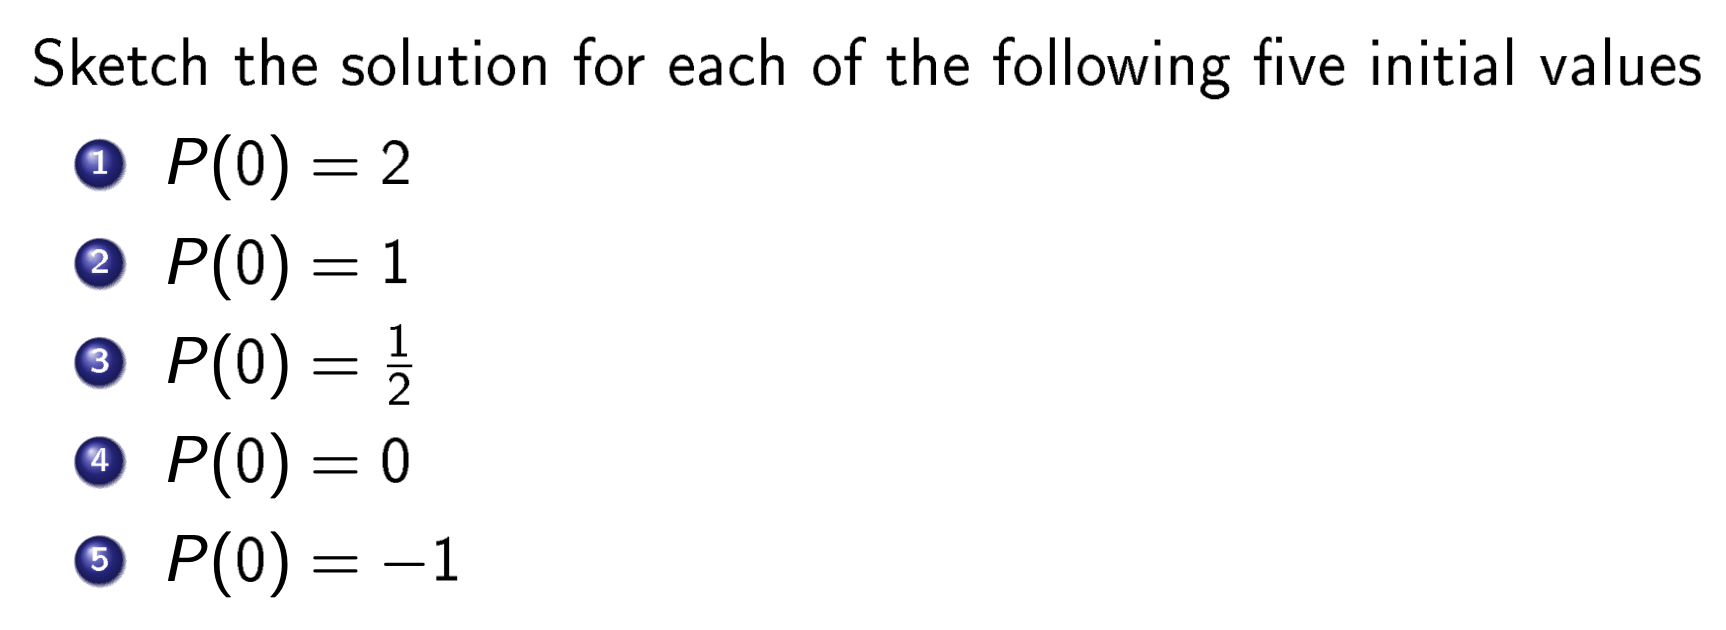 Sketch the solution for each of the following five initial values
1 P(0) = 2
2 P(0) = 1
3 P(0) = 1/2
4 P(0) = 0
5 P(0) = −1